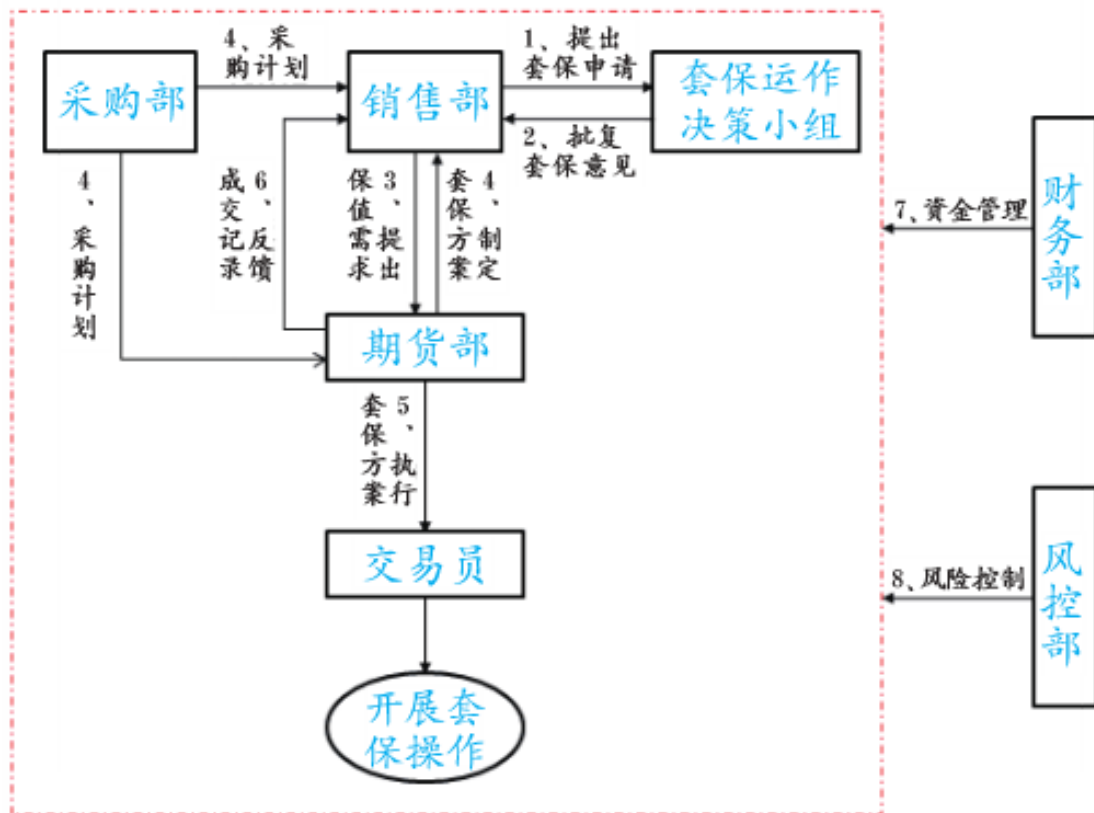 采购部
4、采
购计划
销售部
1、提出
套保申请
套保运作
决策小组
2、批复
套保意见
4、采购计划
6、反馈
成交记录
3、提出
保值需求
4、制定
套保方案
7、资金管理
财务部
期货部
5、执行
套保方案
交易员
8、风险控制
风控部
开展套
保操作